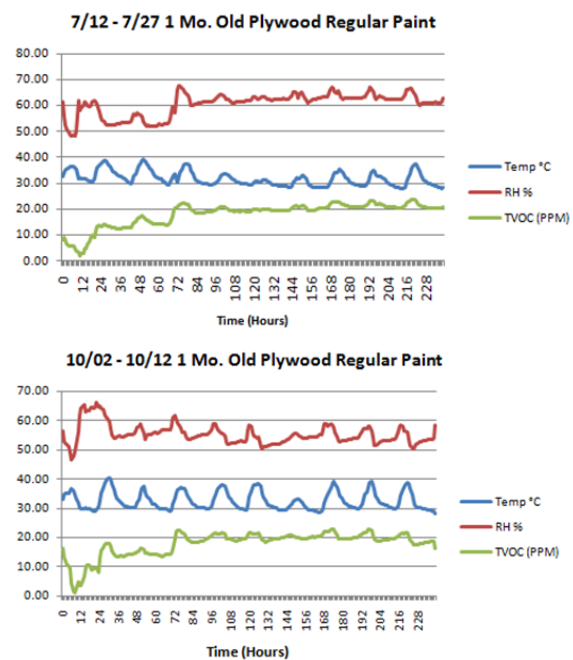 7/12 - 7/27 1 Mo. Old Plywood Regular Paint
80.00
70.00
60.00
50.00
40.00
30.00
20.00
10.00
0.00
0 12 24 36 48 60 72 84 96 108 120 132 144 156 168 180 192 204 216 228
Time (Hours)
Temp °C
RH %
TVOC (PPM)
10/02 - 10/12 1 Mo. Old Plywood Regular Paint
70.00
60.00
50.00
40.00
30.00
20.00
10.00
0.00
0 12 24 36 48 60 72 84 96 108 120 132 144 156 168 180 192 204 216 228
Time (Hours)
Temp °C
RH %
TVOC (PPM)